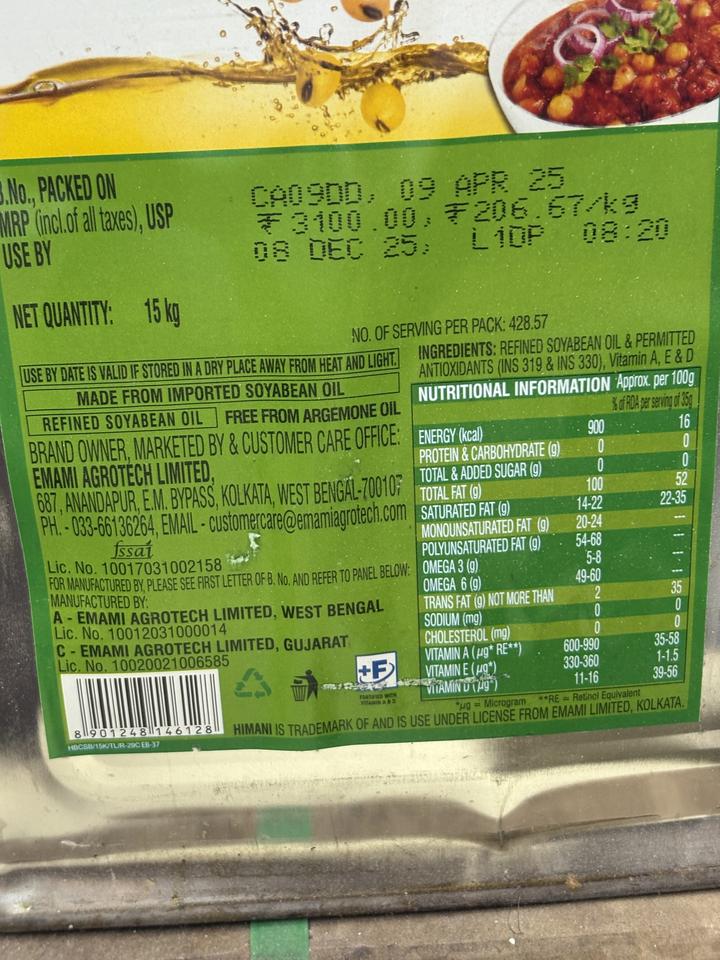 B.No., PACKED ON CA09DD, 09 APR 25
MRP (incl.of all taxes), USP ₹3100.00, ₹206.67/kg
USE BY 08 DEC 25, L1DP 08:20
NET QUANTITY: 15 kg
NO. OF SERVING PER PACK: 428.57
USE BY DATE IS VALID IF STORED IN A DRY PLACE AWAY FROM HEAT AND LIGHT.
MADE FROM IMPORTED SOYABEAN OIL
REFINED SOYABEAN OIL FREE FROM ARGEMONE OIL
BRAND OWNER, MARKETED BY & CUSTOMER CARE OFFICE:
EMAMI AGROTECH LIMITED,
687, ANANDAPUR, E.M. BYPASS, KOLKATA, WEST BENGAL-700107
PH. - 033-66136264, EMAIL - customercare@emamiagrotech.com
fssai
Lic. No. 10017031002158
FOR MANUFACTURED BY, PLEASE SEE FIRST LETTER OF B. No. AND REFER TO PANEL BELOW:
MANUFACTURED BY:
A - EMAMI AGROTECH LIMITED, WEST BENGAL
Lic. No. 10012031000014
C - EMAMI AGROTECH LIMITED, GUJARAT
Lic. No. 10020021006585
INGREDIENTS: REFINED SOYABEAN OIL & PERMITTED
ANTIOXIDANTS (INS 319 & INS 330), Vitamin A, E & D
NUTRITIONAL INFORMATION Approx. per 100g
% of RDA per serving of 35g
ENERGY (kcal) 900 16
PROTEIN & CARBOHYDRATE (g) 0 0
TOTAL & ADDED SUGAR (g) 0 0
TOTAL FAT (g) 100 52
SATURATED FAT (g) 14-22 22-35
MONOUNSATURATED FAT (g) 20-24 ---
POLYUNSATURATED FAT (g) 54-68 ---
OMEGA 3 (g) 5-8 ---
OMEGA 6 (g) 49-60 ---
TRANS FAT (g) NOT MORE THAN 2 35
SODIUM (mg) 0 0
CHOLESTEROL (mg) 0 0
VITAMIN A (µg* RE**) 600-990 35-58
VITAMIN E (µg*) 330-360 1-1.5
VITAMIN D (µg*) 11-16 39-56
*µg = Microgram **RE = Retinol Equivalent
+F
FORTIFIED WITH
VITAMIN A & D
8 901248 146128
HIMANI IS TRADEMARK OF AND IS USE UNDER LICENSE FROM EMAMI LIMITED, KOLKATA.
HBCSB/15K/TL/R-29C EB-37